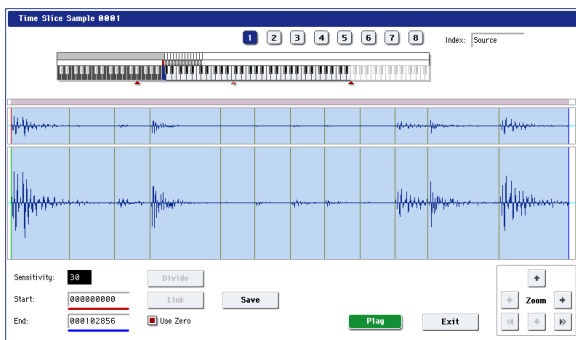 Time Slice Sample 0001
1 2 3 4 5 6 7 8 Index: Source
Sensitivity: 30 Divide
Start: 000000000 Link Save
End: 000102856 Use Zero Play Exit
Zoom